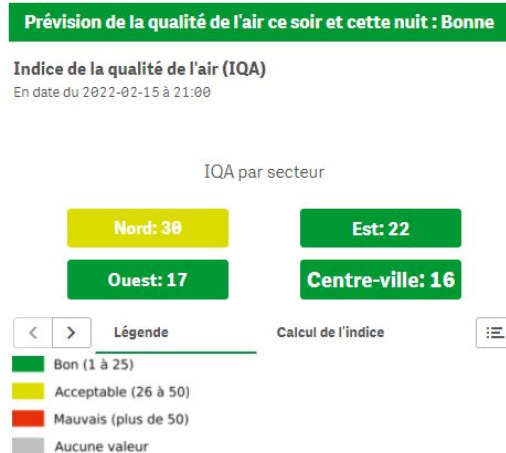 Prévision de la qualité de l'air ce soir et cette nuit : Bonne
Indice de la qualité de l'air (IQA)
En date du 2022-02-15 à 21:00
IQA par secteur
Nord: 30
Est: 22
Ouest: 17
Centre-ville: 16
Légende
Calcul de l'indice
Bon (1 à 25)
Acceptable (26 à 50)
Mauvais (plus de 50)
Aucune valeur